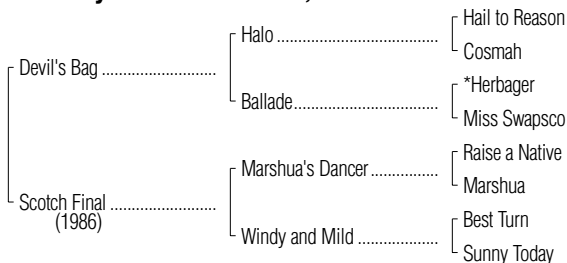 Hail to Reason
Halo
Cosmah
Devil's Bag
*Herbager
Ballade
Miss Swapsco
Raise a Native
Marshua's Dancer
Marshua
Scotch Final
(1986)
Best Turn
Windy and Mild
Sunny Today